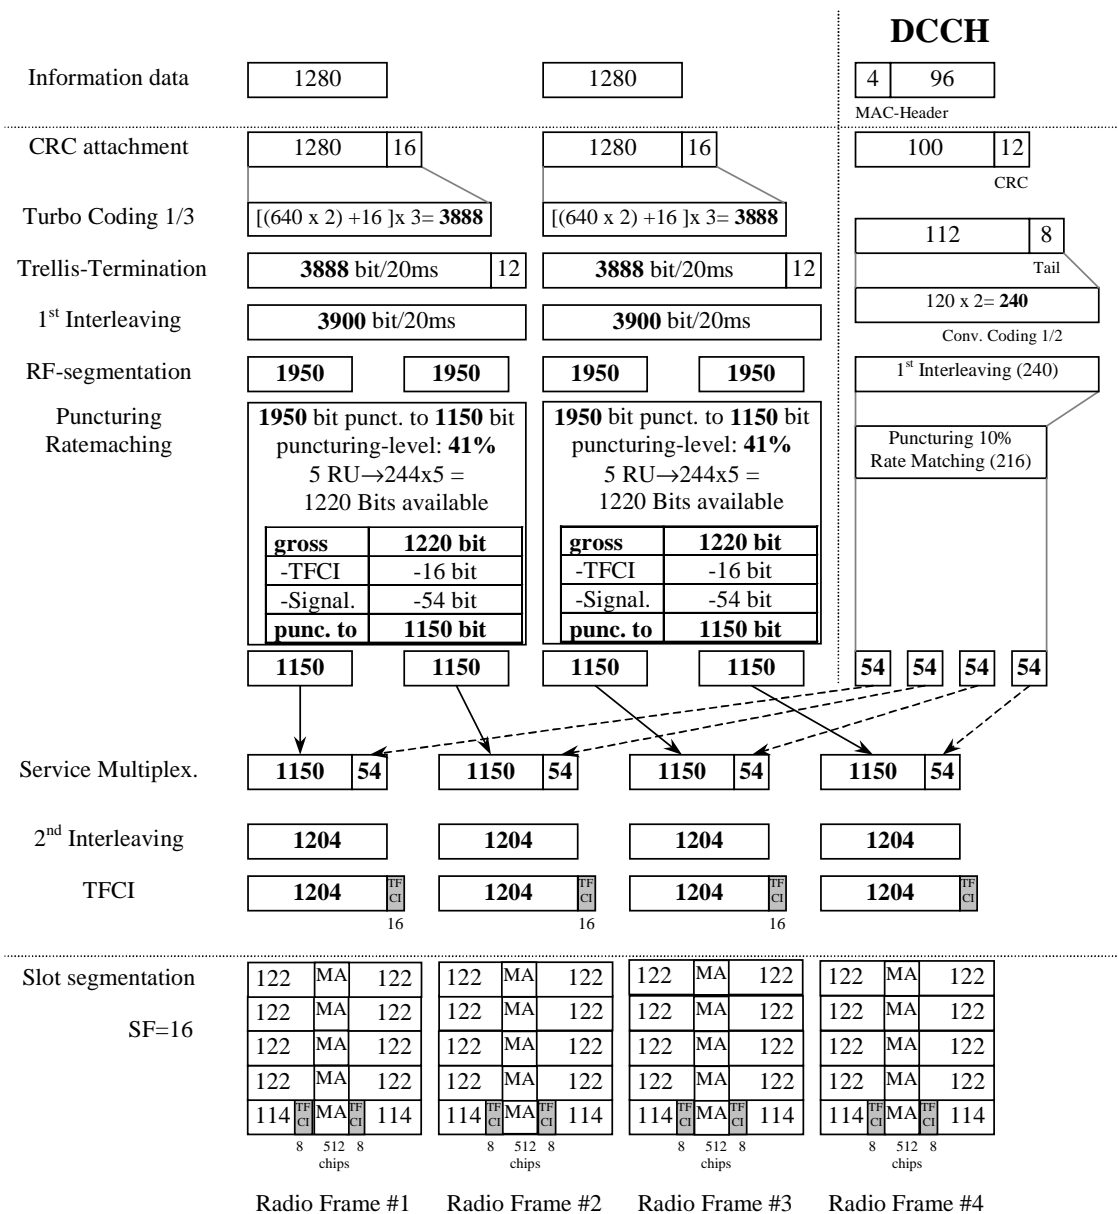 DCCH
Information data 1280 1280 4 96
MAC-Header
CRC attachment 1280 16 1280 16 100 12
CRC
Turbo Coding 1/3 [(640 x 2) +16 ]x 3= 3888 [(640 x 2) +16 ]x 3= 3888
112 8
Trellis-Termination 3888 bit/20ms 12 3888 bit/20ms 12
Tail
120 x 2= 240
1st Interleaving 3900 bit/20ms 3900 bit/20ms
Conv. Coding 1/2
RF-segmentation 1950 1950 1950 1950 1st Interleaving (240)
Puncturing
Ratemaching
1950 bit punct. to 1150 bit
puncturing-level: 41%
5 RU→244x5 =
1220 Bits available
gross 1220 bit
-TFCI -16 bit
-Signal. -54 bit
punc. to 1150 bit
1950 bit punct. to 1150 bit
puncturing-level: 41%
5 RU→244x5 =
1220 Bits available
gross 1220 bit
-TFCI -16 bit
-Signal. -54 bit
punc. to 1150 bit
Puncturing 10%
Rate Matching (216)
1150 1150 1150 1150 54 54 54 54
Service Multiplex. 1150 54 1150 54 1150 54 1150 54
2nd Interleaving 1204 1204 1204 1204
TFCI 1204 TF CI 1204 TF CI 1204 TF CI 1204 TF CI
16 16 16
Slot segmentation 122 MA 122 122 MA 122 122 MA 122 122 MA 122
SF=16 122 MA 122 122 MA 122 122 MA 122 122 MA 122
122 MA 122 122 MA 122 122 MA 122 122 MA 122
122 MA 122 122 MA 122 122 MA 122 122 MA 122
114 TF CI MA TF CI 114 114 TF CI MA TF CI 114 114 TF CI MA TF CI 114 114 TF CI MA TF CI 114
8 512 8 8 512 8 8 512 8 8 512 8
chips chips chips chips
Radio Frame #1 Radio Frame #2 Radio Frame #3 Radio Frame #4